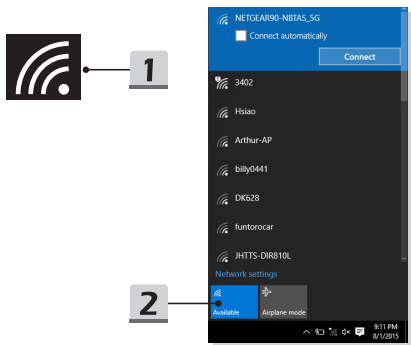 1
NETGEAR90-NBTAS_5G
Connect automatically
Connect
3402
Hsiao
Arthur-AP
billy0441
DK628
funtorocar
JHTTS-DIR810L
Network settings
2
Available
Airplane mode
9:11 PM
8/1/2015